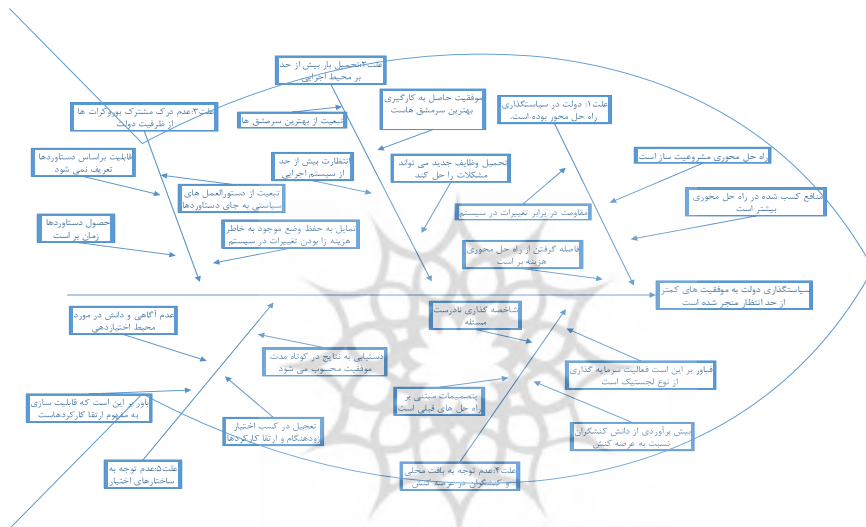 علت۲:تحمیل بار بیش از حد
بر محیط اجرایی
موفقیت حاصل به کارگیری
بهترین سرمشق هاست
علت۱: دولت در سیاستگذاری
راه حل محور بوده است.
علت۳:عدم درک مشترک بوروکرات ها
از ظرفیت دولت
تبعیت از بهترین سرمشق ها
راه حل محوری مشروعیت ساز است
قابلیت براساس دستاوردها
تعریف نمی شود
انتظارت بیش از حد
از سیستم اجرایی
تحمیل وظایف جدید می تواند
مشکلات را حل کند
تبعیت از دستورالعمل های
سیاستی به جای دستاوردها
منافع کسب شده در راه حل محوری
بیشتر است
مقاومت در برابر تغییرات در سیستم
حصول دستاوردها
زمان بر است
تمایل به حفظ وضع موجود به خاطر
هزینه زا بودن تغییرات در سیستم
فاصله گرفتن از راه حل محوری
هزینه بر است
سیاستگذاری دولت به موفقیت های کمتر
از حد انتظار منجر شده است
عدم آگاهی و دانش در مورد
محیط اختیاردهی
شاخصه گذاری نادرست
مسئله
دستیابی به نتایج در کوتاه مدت،
موفقیت محسوب می شود
فباور بر این است فعالیت سرمایه گذاری
از نوع لجستیک است
باور بر این است که قابلیت سازی
به مفهوم ارتقا کارکردهاست
تصمیمات مبتنی بر
راه حل های قبلی است
تعجیل در کسب اختیار
زودهنگام و ارتقا کارکردها
بیش برآوردی از دانش کنشگران
نسبت به عرصه کنش
علت۵:عدم توجه به
ساختارهای اختیار
علت۴:عدم توجه به بافت محلی
و کنشگران در عرصه کنش